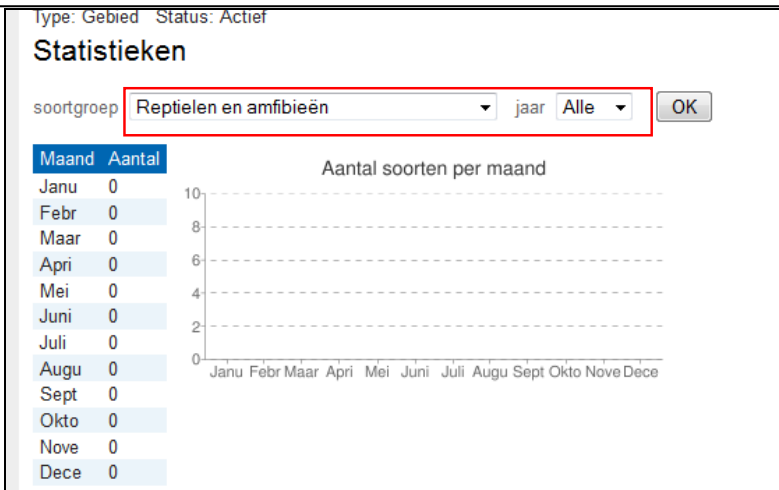 Type: Gebied Status: Actief
Statistieken
soortgroep Reptielen en amfibieën jaar Alle OK
Maand Aantal
Janu 0
Febr 0
Maar 0
Apri 0
Mei 0
Juni 0
Juli 0
Augu 0
Sept 0
Okto 0
Nove 0
Dece 0
Aantal soorten per maand
10
8
6
4
2
0
Janu Febr Maar Apri Mei Juni Juli Augu Sept Okto Nove Dece